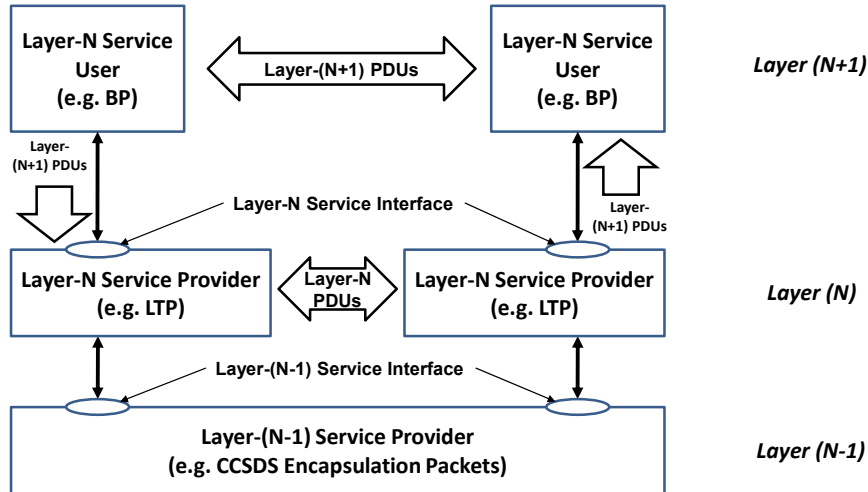 Layer-N Service
User
(e.g. BP)
Layer-(N+1) PDUs
Layer-N Service
User
(e.g. BP)
Layer (N+1)
Layer-
(N+1) PDUs
Layer-N Service Interface
Layer-
(N+1) PDUs
Layer-N Service Provider
(e.g. LTP)
Layer-N
PDUs
Layer-N Service Provider
(e.g. LTP)
Layer (N)
Layer-(N-1) Service Interface
Layer-(N-1) Service Provider
(e.g. CCSDS Encapsulation Packets)
Layer (N-1)